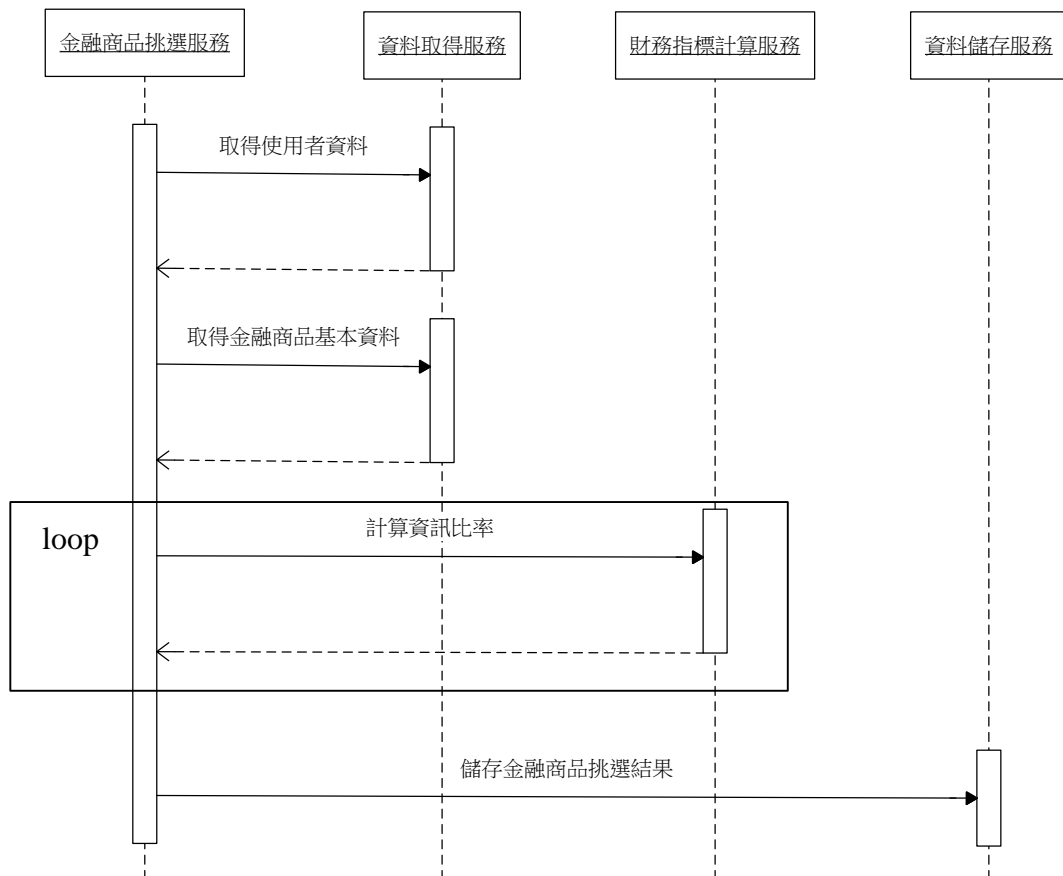 金融商品挑選服務
資料取得服務
財務指標計算服務
資料儲存服務
取得使用者資料
取得金融商品基本資料
loop
計算資訊比率
儲存金融商品挑選結果